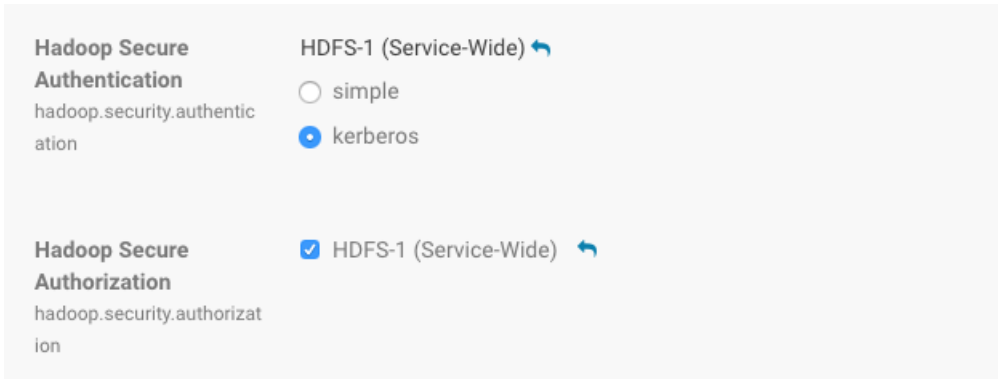 Hadoop Secure
Authentication
hadoop.security.authentic
ation
HDFS-1 (Service-Wide)
simple
kerberos
Hadoop Secure
Authorization
hadoop.security.authorizat
ion
HDFS-1 (Service-Wide)